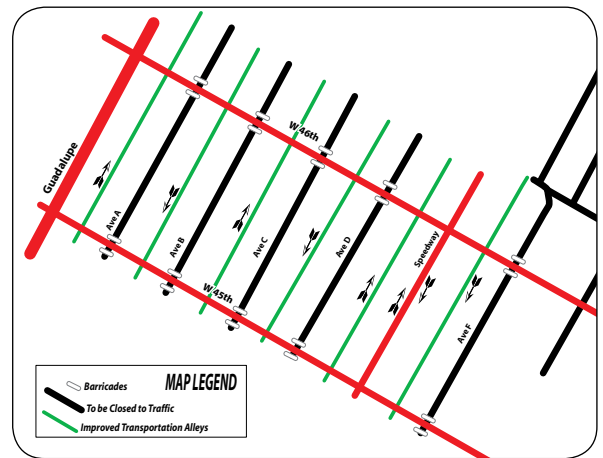 W 46th
Guadalupe
Ave A
Ave B
Ave C
Ave D
Speedway
Ave F
W 45th
MAP LEGEND
Barricades
To be Closed to Traffic
Improved Transportation Alleys